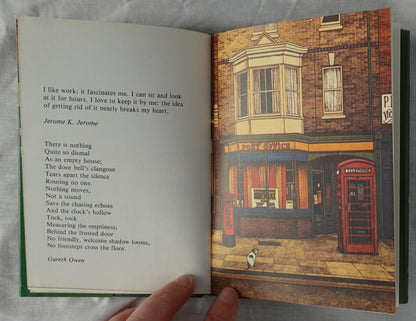 I like work: it fascinates me. I can sit and look
at it for hours. I love to keep it by me: the idea
of getting rid of it nearly breaks my heart.
Jerome K. Jerome
There is nothing
Quite so dismal
As an empty house;
The door bell's clangour
Tears apart the silence
Rousing no one.
Nothing moves,
Not a sound
Save the chasing echoes
And the clock's hollow
Tock, tock
Measuring the emptiness;
Behind the frosted door
No friendly, welcome shadow looms,
No footsteps cross the floor.
Gareth Owen
POST OFFICE
TELEPHONE